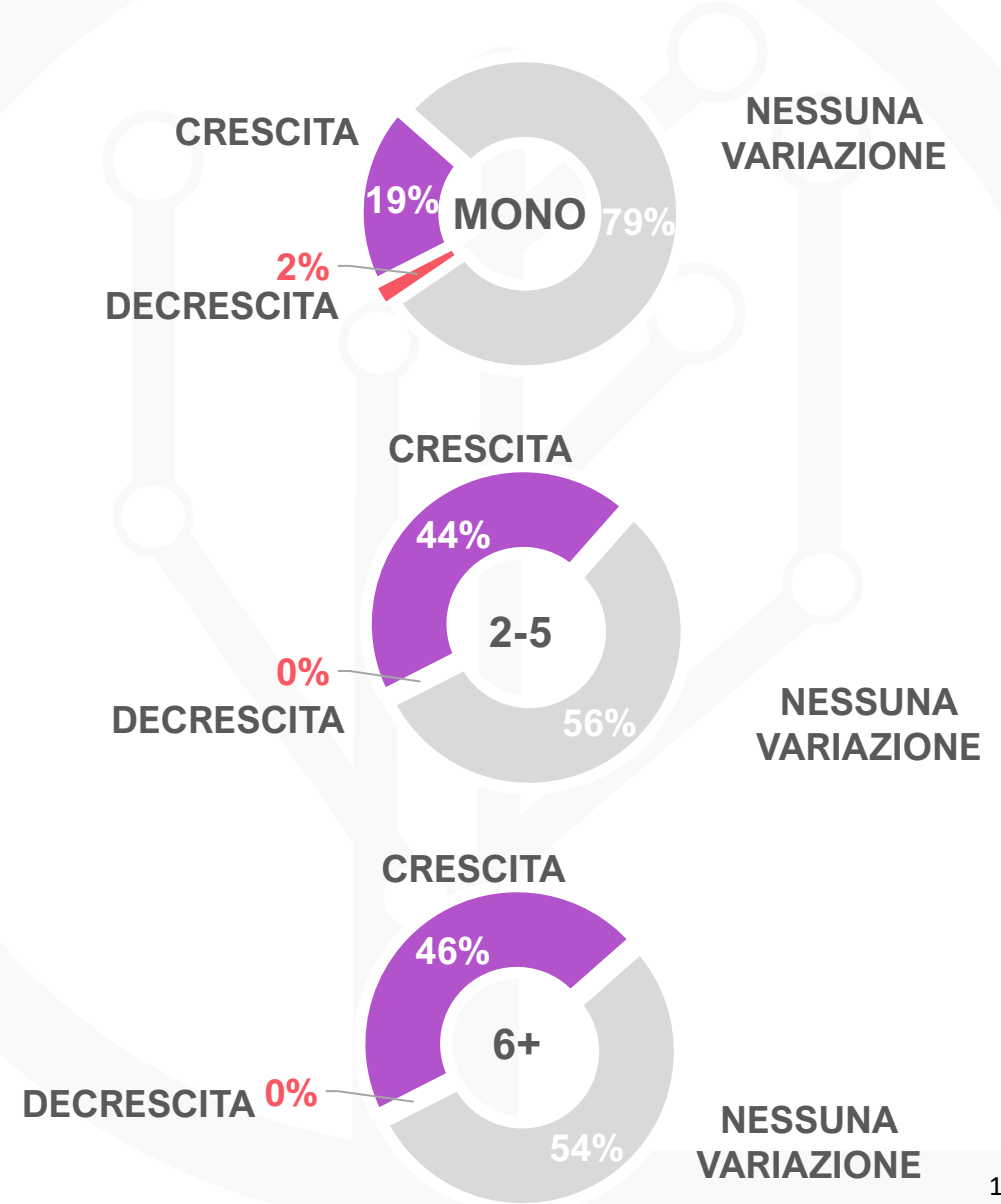 NESSUNA
VARIAZIONE
CRESCITA
19%
MONO
79%
2%
DECRESCITA
CRESCITA
44%
2-5
0%
DECRESCITA
56%
NESSUNA
VARIAZIONE
CRESCITA
46%
6+
0%
DECRESCITA
54%
NESSUNA
VARIAZIONE
1